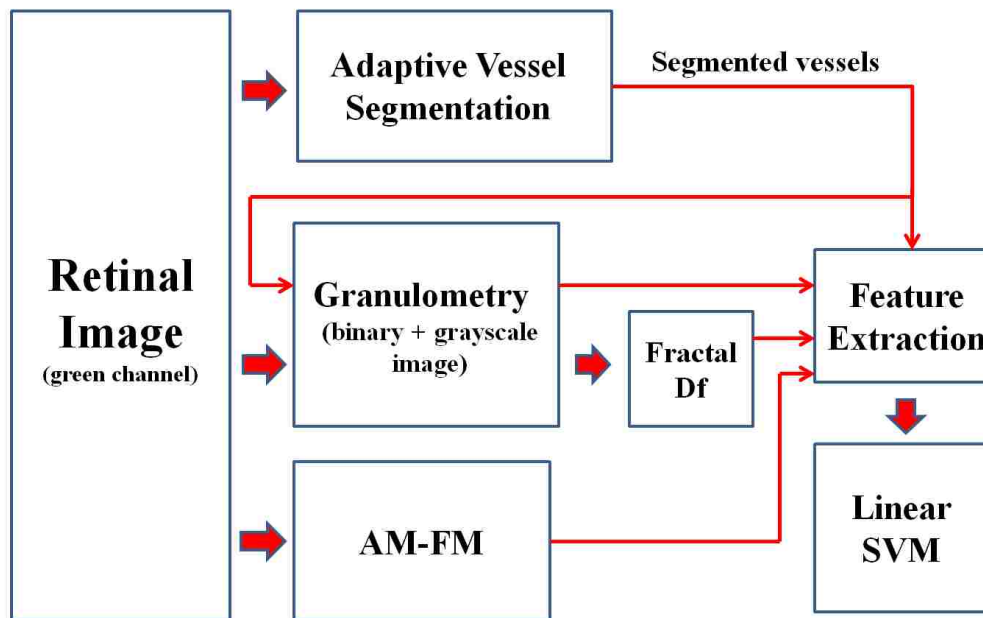 Retinal
Image
(green channel)
Adaptive Vessel
Segmentation
Segmented vessels
Granulometry
(binary + grayscale
image)
Fractal
Df
AM-FM
Feature
Extraction
Linear
SVM